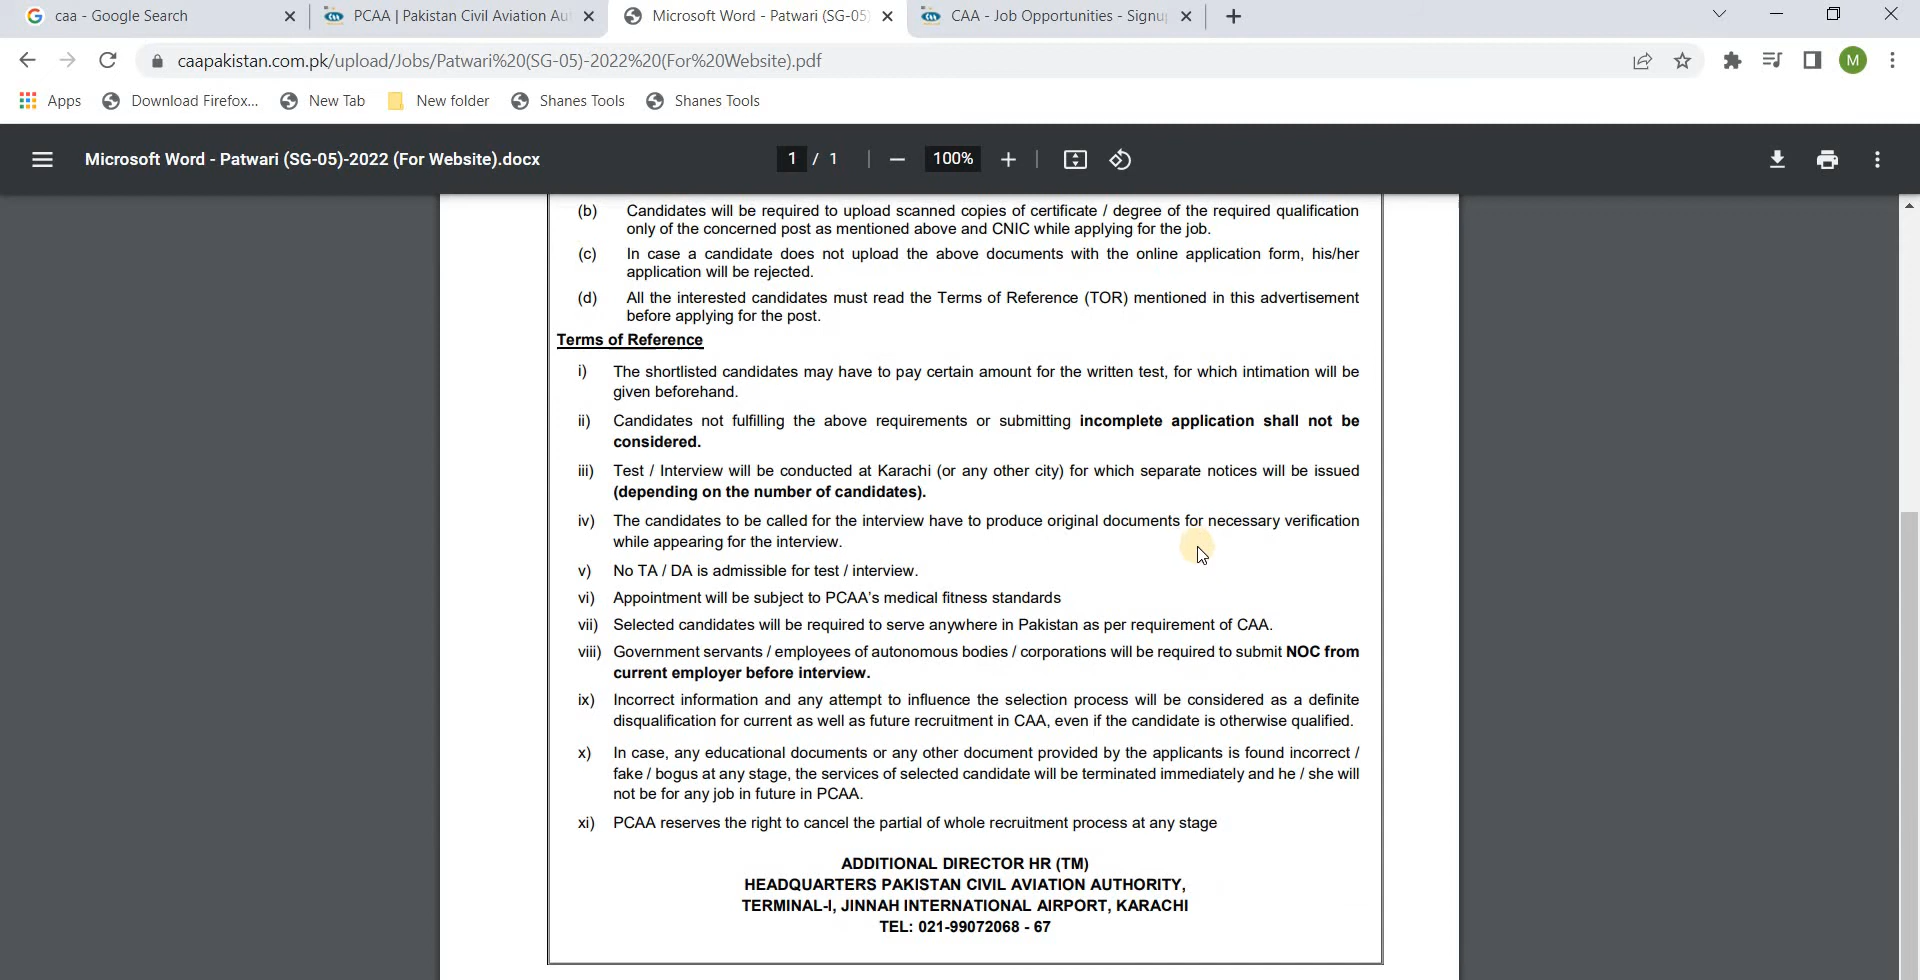 caa - Google Search
PCAA | Pakistan Civil Aviation Au
Microsoft Word - Patwari (SG-05)
CAA - Job Opportunities - Signup
caapakistan.com.pk/upload/Jobs/Patwari%20(SG-05)-2022%20(For%20Website).pdf
M
Apps
Download Firefox...
New Tab
New folder
Shanes Tools
Shanes Tools
Microsoft Word - Patwari (SG-05)-2022 (For Website).docx
1 / 1
100%
(b) Candidates will be required to upload scanned copies of certificate / degree of the required qualification
only of the concerned post as mentioned above and CNIC while applying for the job.
(c) In case a candidate does not upload the above documents with the online application form, his/her
application will be rejected.
(d) All the interested candidates must read the Terms of Reference (TOR) mentioned in this advertisement
before applying for the post.
Terms of Reference
i) The shortlisted candidates may have to pay certain amount for the written test, for which intimation will be
given beforehand.
ii) Candidates not fulfilling the above requirements or submitting incomplete application shall not be
considered.
iii) Test / Interview will be conducted at Karachi (or any other city) for which separate notices will be issued
(depending on the number of candidates).
iv) The candidates to be called for the interview have to produce original documents for necessary verification
while appearing for the interview.
v) No TA / DA is admissible for test / interview.
vi) Appointment will be subject to PCAA's medical fitness standards
vii) Selected candidates will be required to serve anywhere in Pakistan as per requirement of CAA.
viii) Government servants / employees of autonomous bodies / corporations will be required to submit NOC from
current employer before interview.
ix) Incorrect information and any attempt to influence the selection process will be considered as a definite
disqualification for current as well as future recruitment in CAA, even if the candidate is otherwise qualified.
x) In case, any educational documents or any other document provided by the applicants is found incorrect /
fake / bogus at any stage, the services of selected candidate will be terminated immediately and he / she will
not be for any job in future in PCAA.
xi) PCAA reserves the right to cancel the partial of whole recruitment process at any stage
ADDITIONAL DIRECTOR HR (TM)
HEADQUARTERS PAKISTAN CIVIL AVIATION AUTHORITY,
TERMINAL-I, JINNAH INTERNATIONAL AIRPORT, KARACHI
TEL: 021-99072068 - 67